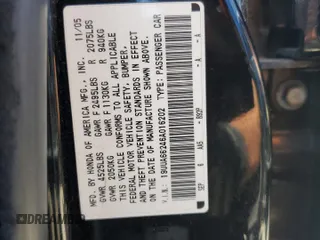 MFD. BY HONDA OF AMERICA MFG., INC. 11/05
GVWR 4525LBS GAWR F 2495LBS R 2075LBS
GVWR 2050KG GAWR F 1130KG R 940KG
THIS VEHICLE CONFORMS TO ALL APPLICABLE
FEDERAL MOTOR VEHICLE SAFETY, BUMPER,
AND THEFT PREVENTION STANDARDS IN EFFECT
ON THE DATE OF MANUFACTURE SHOWN ABOVE.
19UUA66246A016202 TYPE: PASSENGER CAR